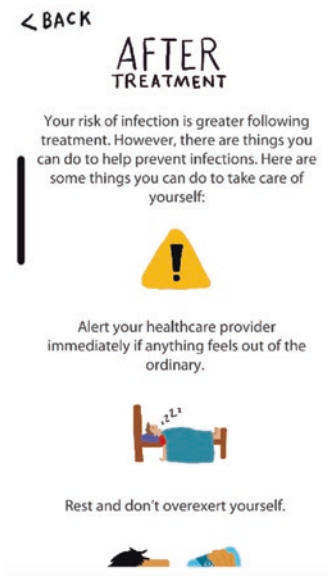 < BACK
AFTER
TREATMENT
Your risk of infection is greater following
treatment. However, there are things you
can do to help prevent infections. Here are
some things you can do to take care of
yourself:
!
Alert your healthcare provider
immediately if anything feels out of the
ordinary.
zzzz
Rest and don't overexert yourself.